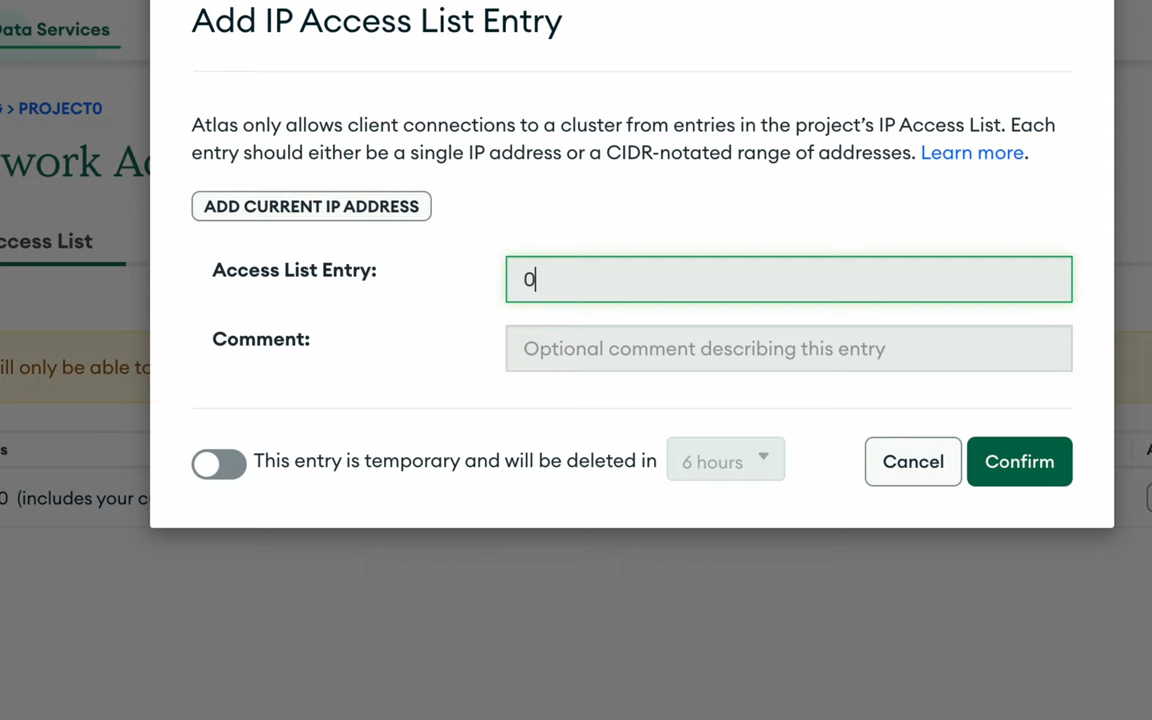 Add IP Access List Entry
Data Services
> PROJECT0
Atlas only allows client connections to a cluster from entries in the project's IP Access List. Each
entry should either be a single IP address or a CIDR-notated range of addresses. Learn more.
work Ac
ADD CURRENT IP ADDRESS
ccess List
Access List Entry:
0
Comment:
Optional comment describing this entry
ill only be able to
s
This entry is temporary and will be deleted in
6 hours
Cancel
Confirm
0 (includes your c